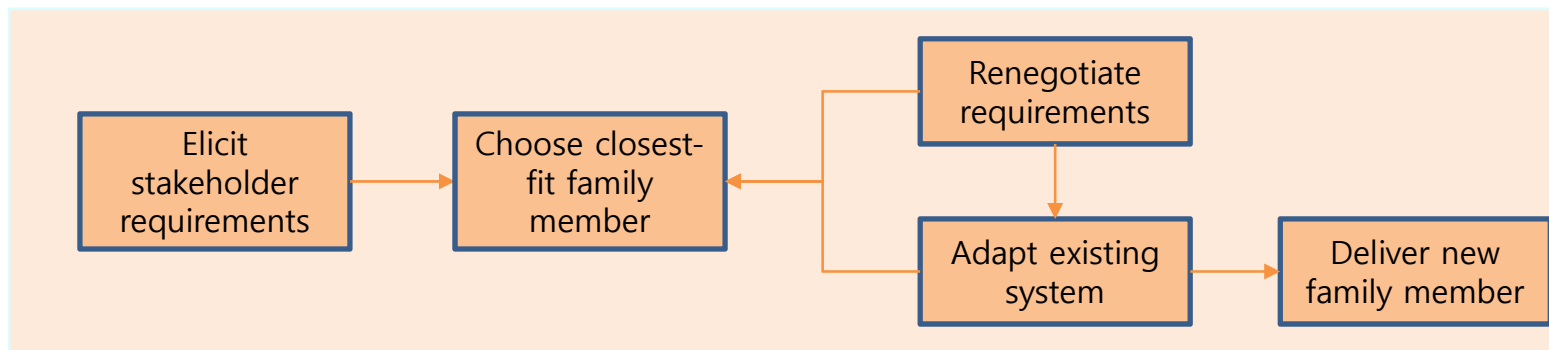 Elicit
stakeholder
requirements
Choose closest-
fit family
member
Renegotiate
requirements
Adapt existing
system
Deliver new
family member